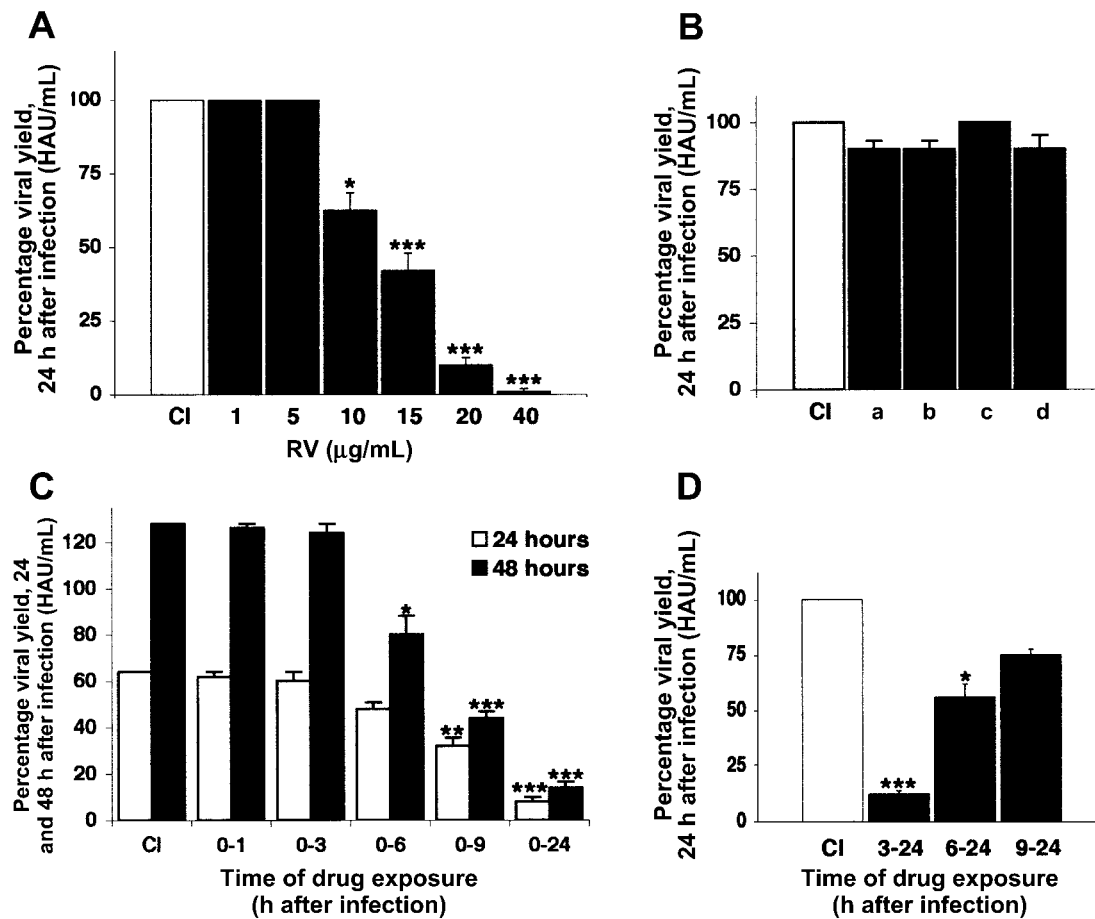 A
Percentage viral yield,
24 h after infection (HAU/mL)
100
75
50
25
0
*
***
***
***
CI 1 5 10 15 20 40
RV (μg/mL)
B
Percentage viral yield,
24 h after infection (HAU/mL)
100
75
50
25
0
CI a b c d
C
Percentage viral yield, 24
and 48 h after infection (HAU/mL)
120
100
80
60
40
20
0
24 hours
48 hours
*
** ***
*** ***
CI 0-1 0-3 0-6 0-9 0-24
Time of drug exposure
(h after infection)
D
Percentage viral yield,
24 h after infection (HAU/mL)
100
75
50
25
0
***
*
CI 3-24 6-24 9-24
Time of drug exposure
(h after infection)